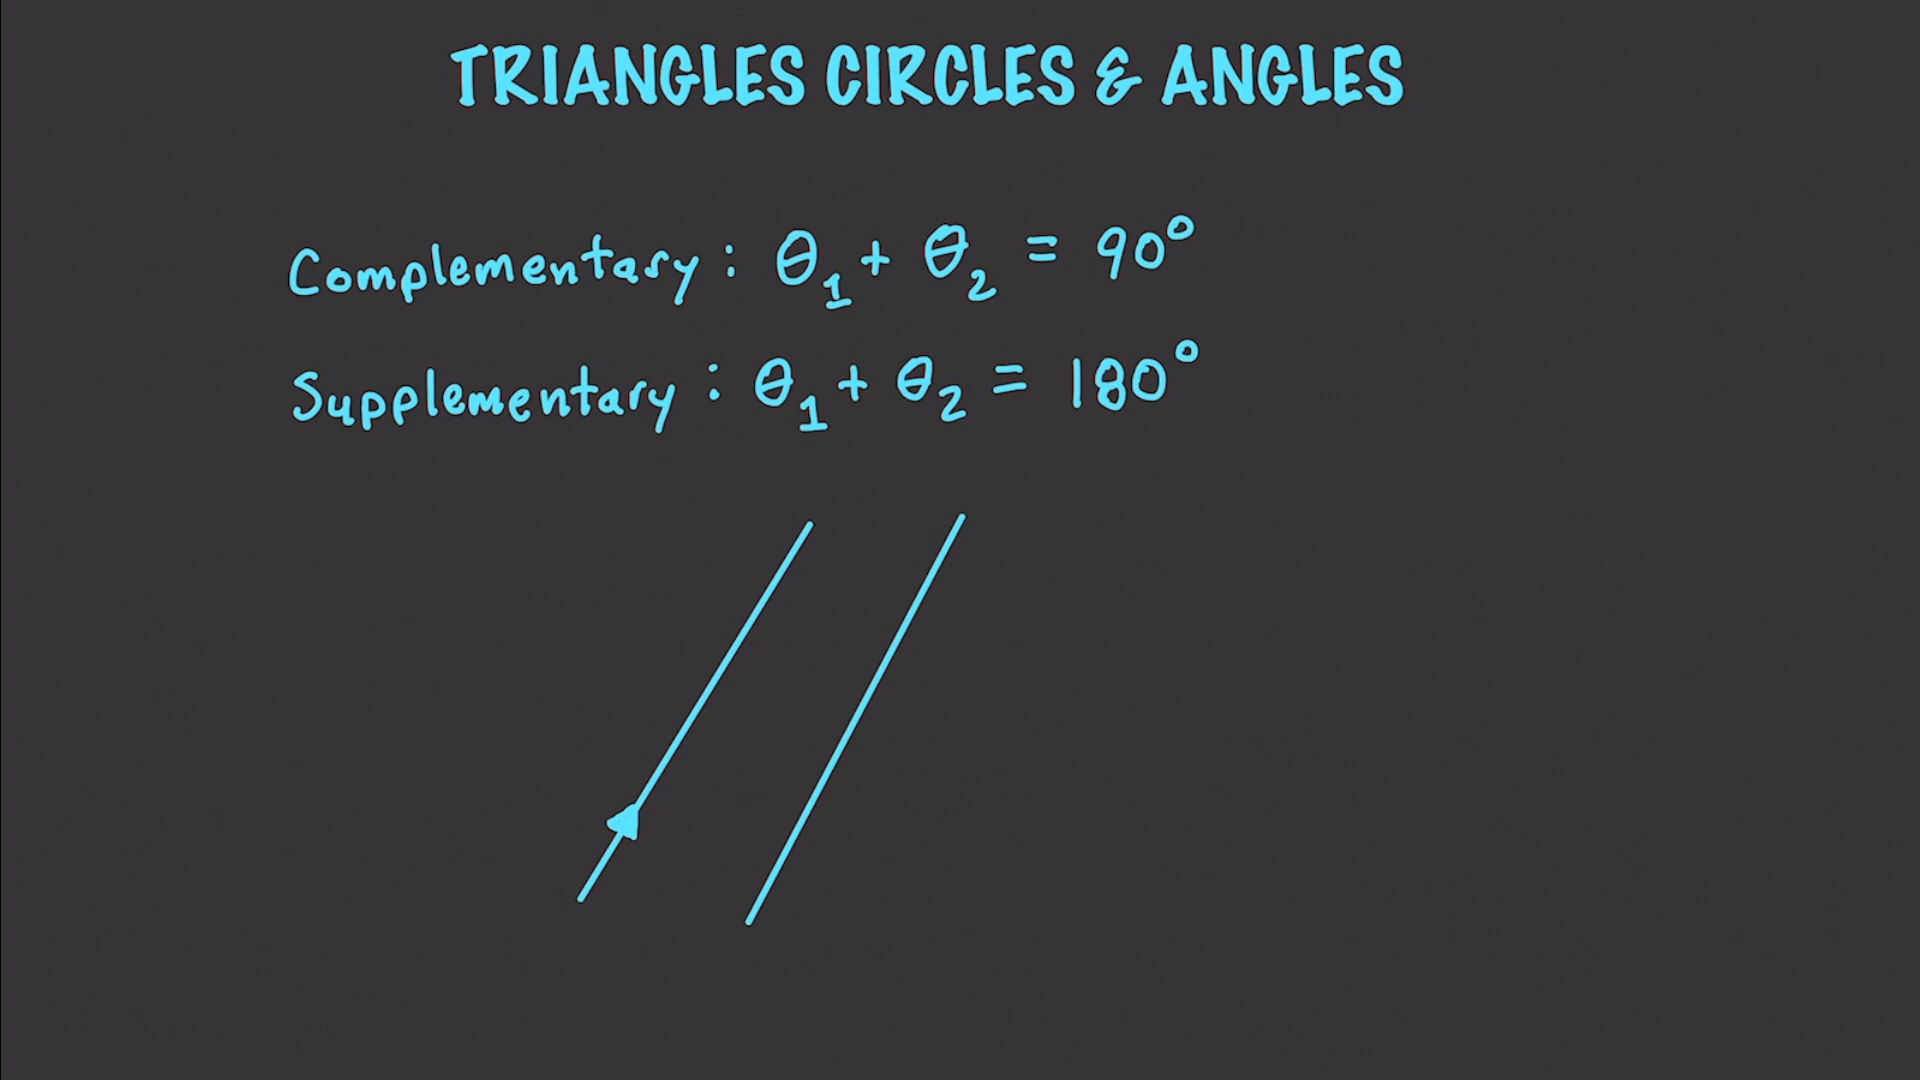 TRIANGLES CIRCLES & ANGLES
Complementary : θ₁ + θ₂ = 90°
Supplementary : θ₁ + θ₂ = 180°